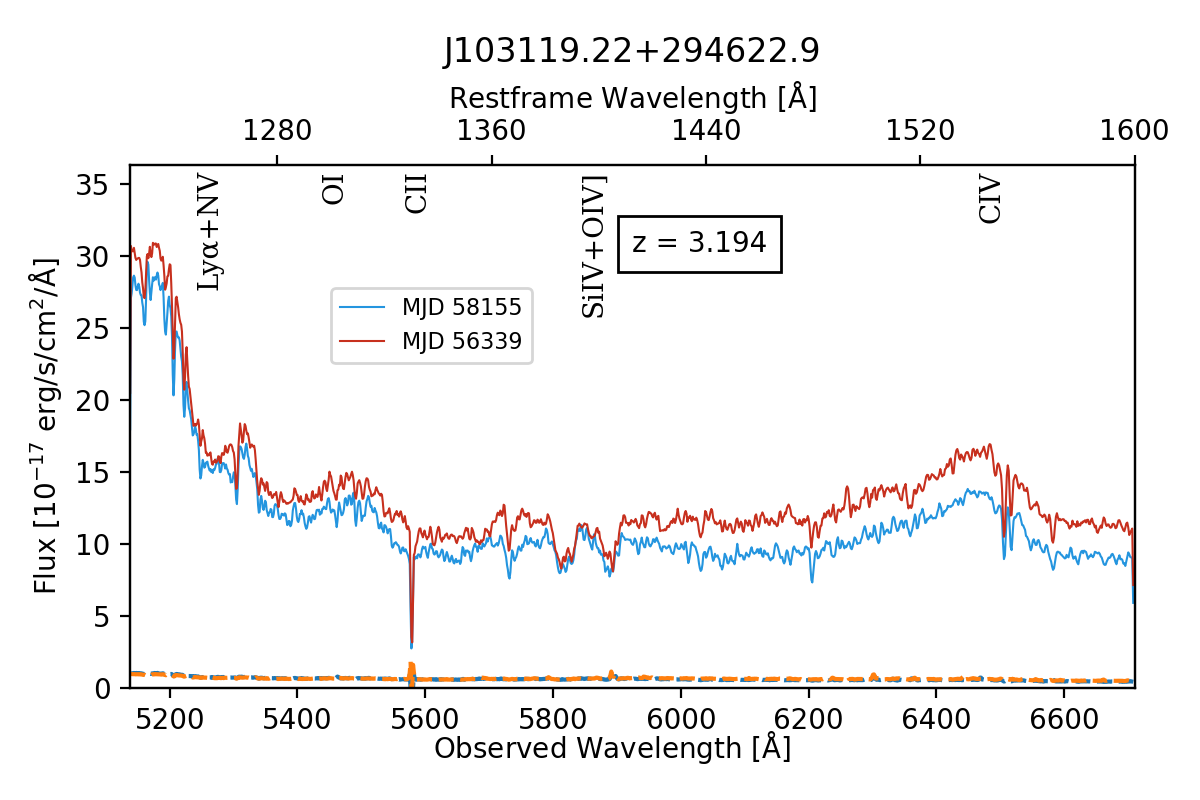 J103119.22+294622.9
Restframe Wavelength [Å]
1280 1360 1440 1520 1600
35
30
25
20
15
10
5
0
Flux [10⁻¹⁷ erg/s/cm²/Å]
Lyα+NV
OI
CII
SiIV+OIV]
CIV
z = 3.194
MJD 58155
MJD 56339
5200 5400 5600 5800 6000 6200 6400 6600
Observed Wavelength [Å]